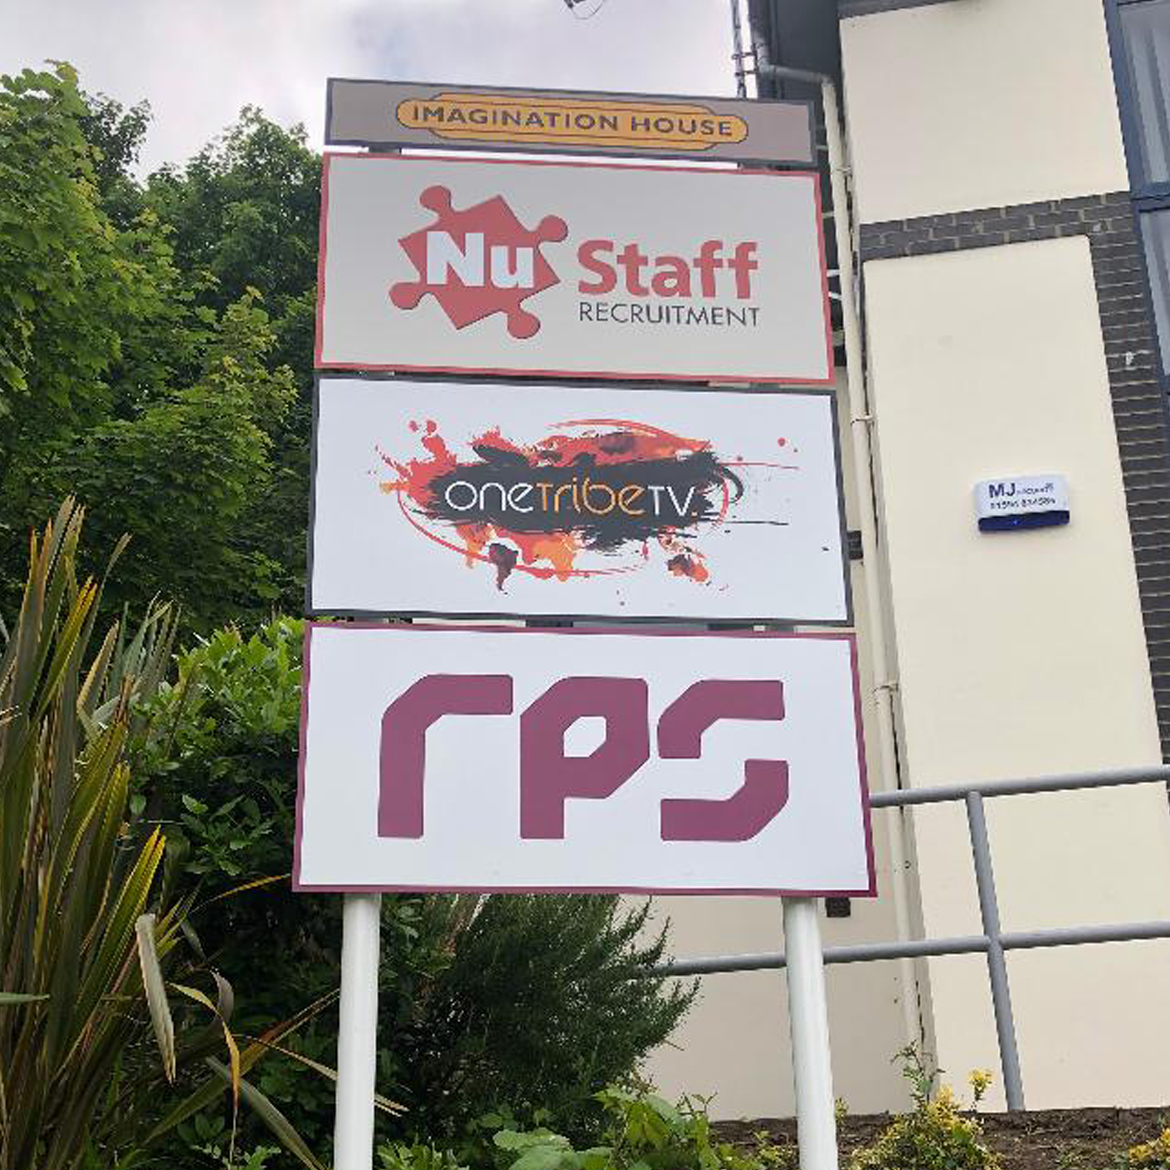 IMAGINATION HOUSE
Nu Staff
RECRUITMENT
oneTribeTV.
rps
MJ